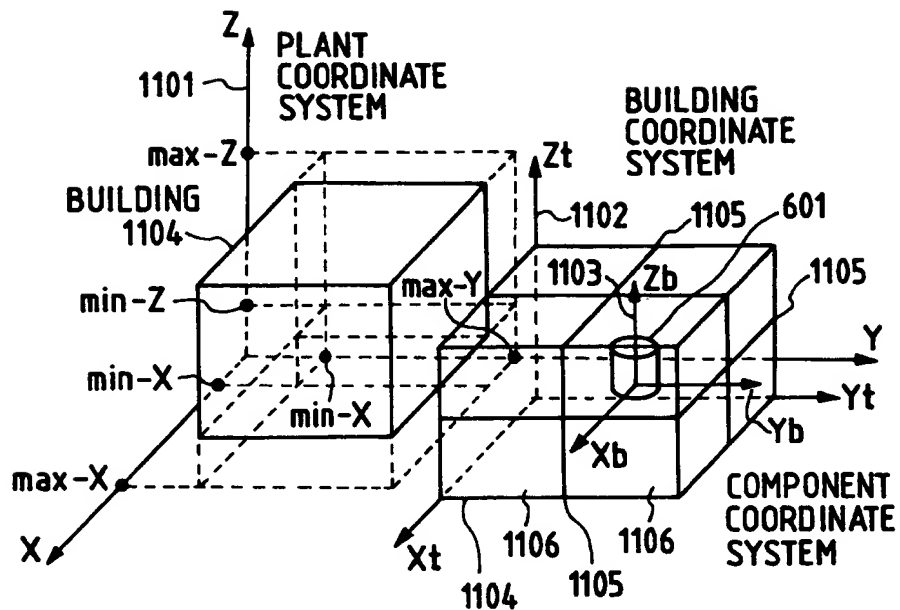 Z
PLANT
COORDINATE
SYSTEM
1101
BUILDING
COORDINATE
SYSTEM
max-Z
Zt
BUILDING
1104
1102
1105
601
1103
Zb
max-Y
1105
min-Z
Y
min-X
min-X
Yt
Yb
Xb
max-X
COMPONENT
COORDINATE
SYSTEM
X
Xt
1106
1106
1104
1105